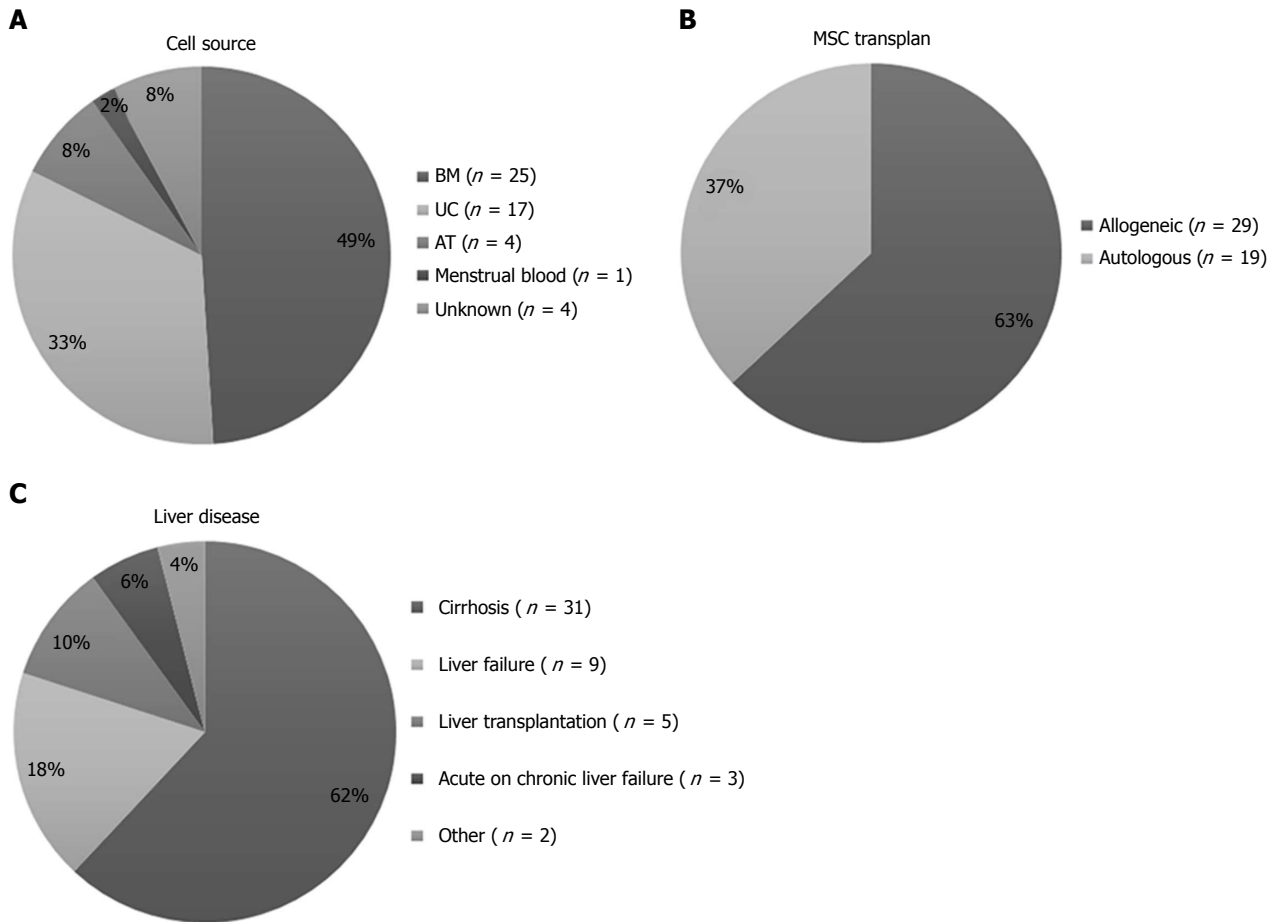 A
Cell source
2%
8%
8%
49%
33%
BM (n = 25)
UC (n = 17)
AT (n = 4)
Menstrual blood (n = 1)
Unknown (n = 4)
B
MSC transplan
37%
63%
Allogeneic (n = 29)
Autologous (n = 19)
C
Liver disease
4%
6%
10%
18%
62%
Cirrhosis ( n = 31)
Liver failure ( n = 9)
Liver transplantation ( n = 5)
Acute on chronic liver failure ( n = 3)
Other ( n = 2)